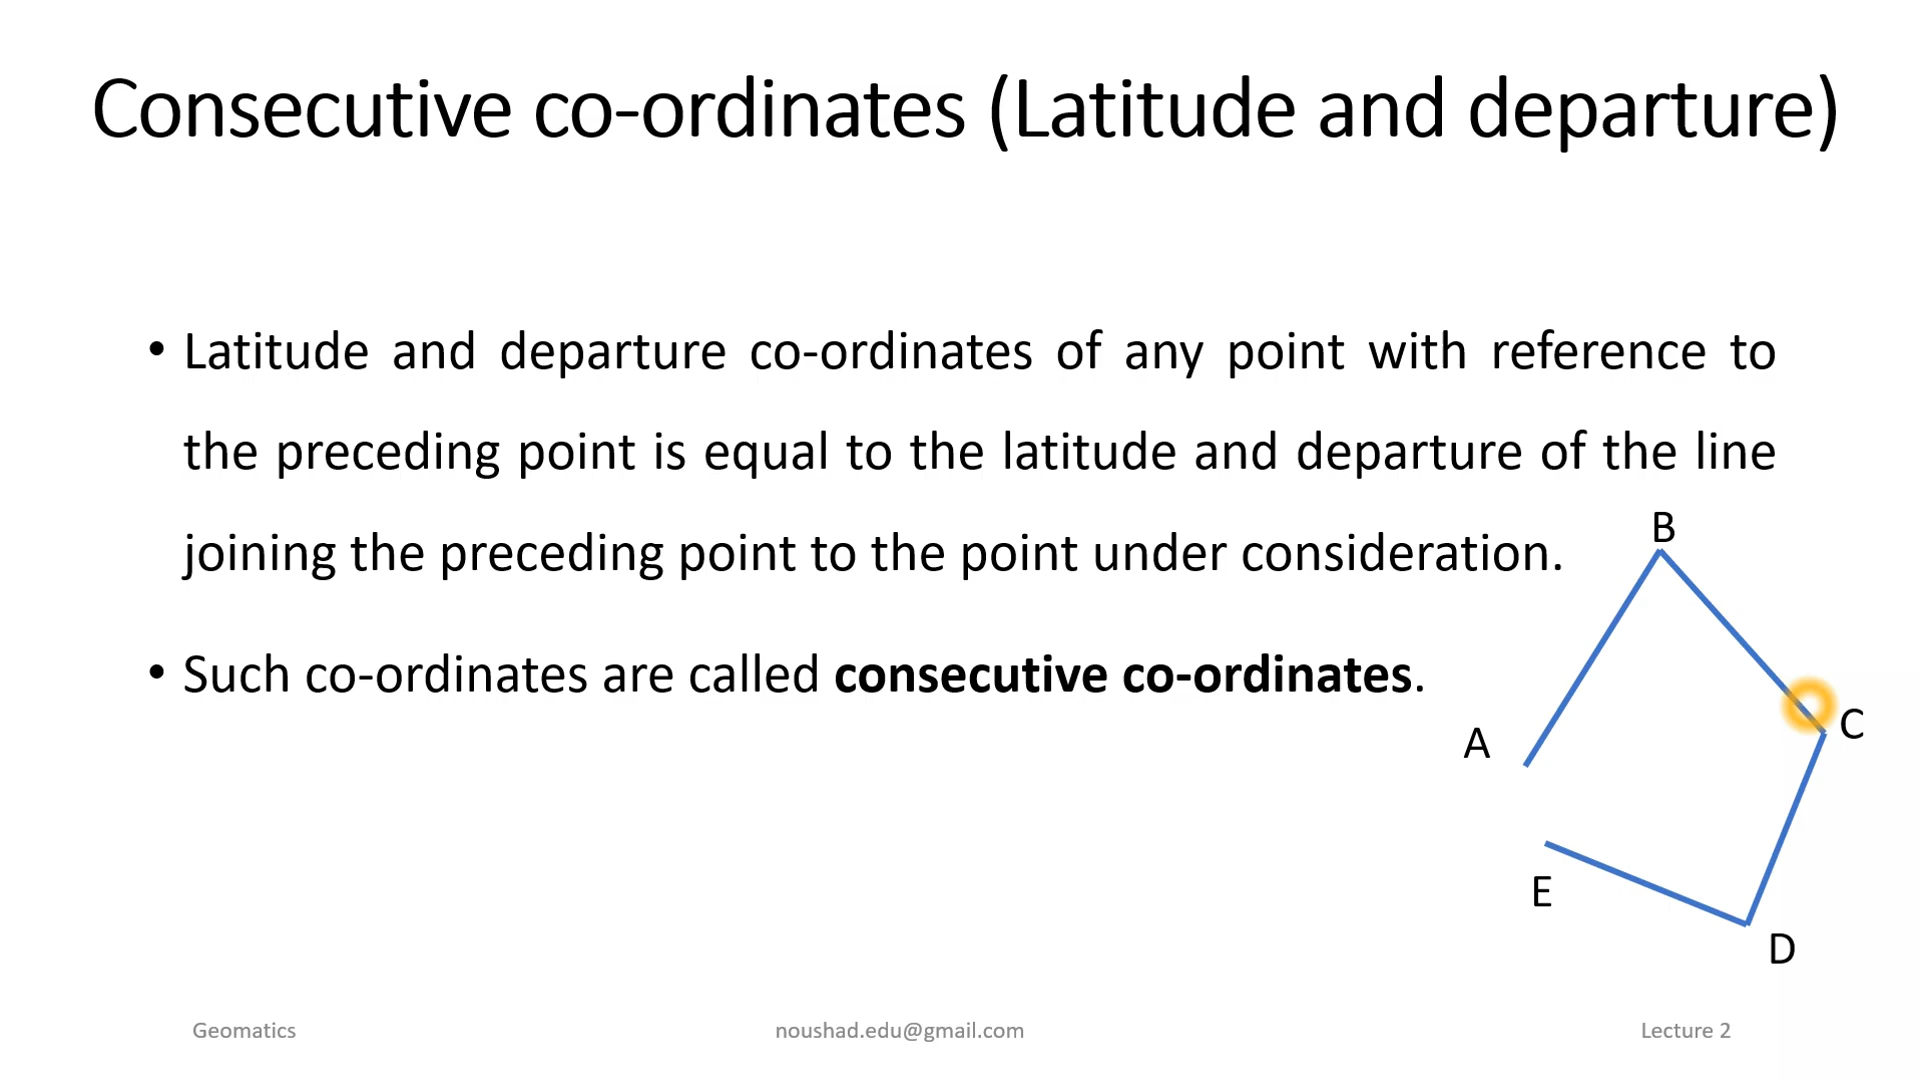 Consecutive co-ordinates (Latitude and departure)
• Latitude and departure co-ordinates of any point with reference to
the preceding point is equal to the latitude and departure of the line
joining the preceding point to the point under consideration.
• Such co-ordinates are called consecutive co-ordinates.
B
C
A
E
D
Geomatics
noushad.edu@gmail.com
Lecture 2